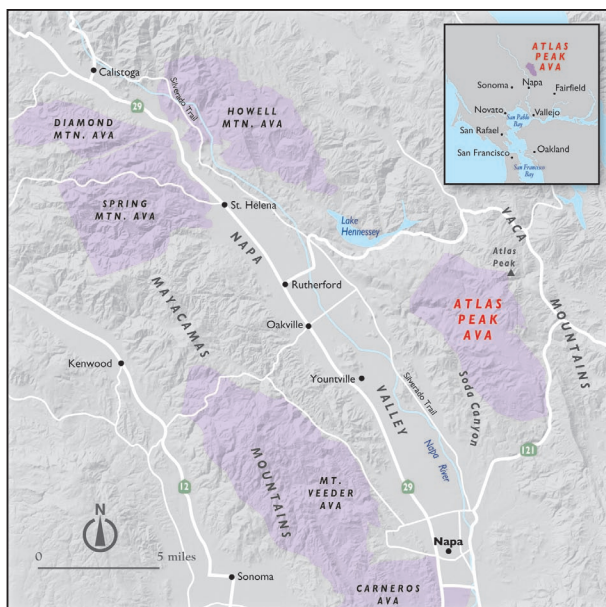 Calistoga
29
Silverado Trail
HOWELL
MTN. AVA
DIAMOND
MTN. AVA
SPRING
MTN. AVA
St. Helena
Lake
Hennessey
NAPA
VALLEY
Rutherford
MAYACAMAS
MOUNTAINS
Oakville
Kenwood
Yountville
Silverado Trail
Napa River
VACA
MOUNTAINS
Atlas
Peak
ATLAS
PEAK
AVA
Soda Canyon
121
12
MT.
VEEDER
AVA
29
Napa
N
0
5 miles
Sonoma
CARNEROS
AVA
ATLAS
PEAK
AVA
Sonoma
Napa
Fairfield
Novato
San Pablo
Bay
Vallejo
San Rafael
San Francisco
Oakland
San Francisco
Bay